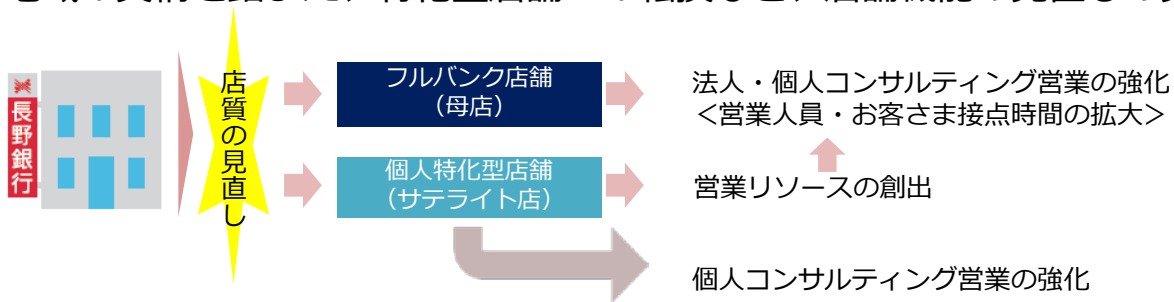 長野銀行
店質の見直し
フルバンク店舗
（母店）
法人・個人コンサルティング営業の強化
＜営業人員・お客さま接点時間の拡大＞
個人特化型店舗
（サテライト店）
営業リソースの創出
個人コンサルティング営業の強化